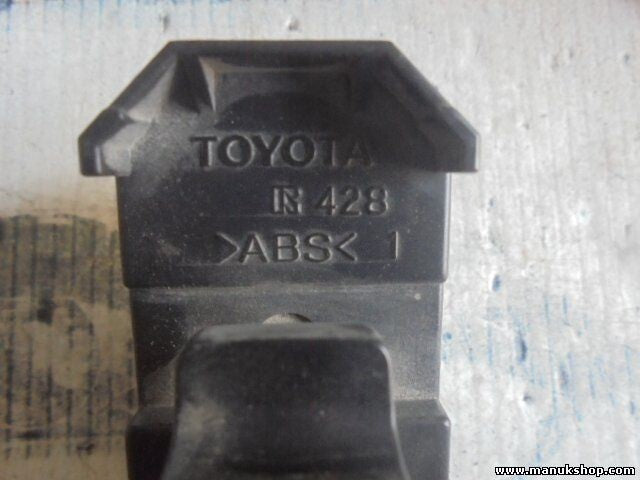 TOYOTA
R 428
>ABS< 1
www.manukshop.com